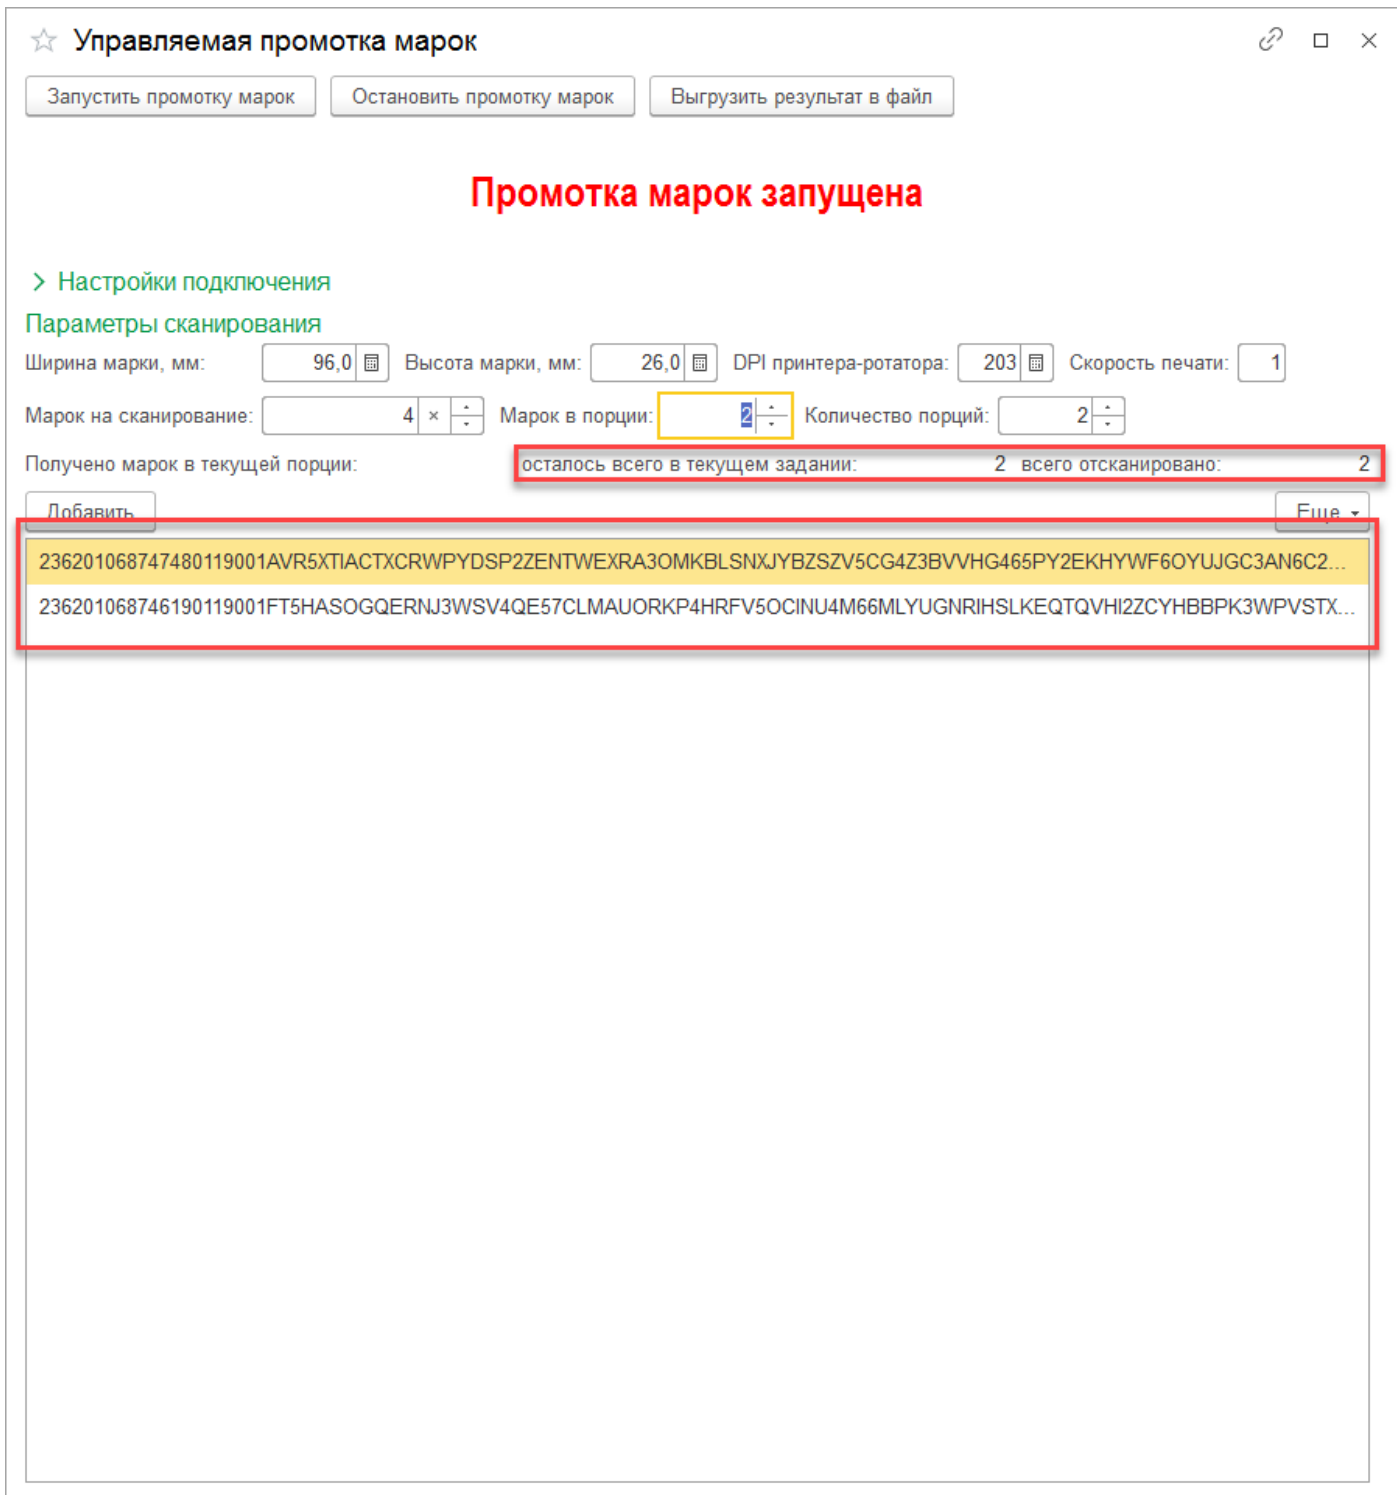 Управляемая промотка марок
Запустить промотку марок Остановить промотку марок Выгрузить результат в файл
Промотка марок запущена
Настройки подключения
Параметры сканирования
Ширина марки, мм: 96,0 Высота марки, мм: 26,0 DPI принтера-ротатора: 203 Скорость печати: 1
Марок на сканирование: 4 × Марок в порции: 2 Количество порций: 2
Получено марок в текущей порции: осталось всего в текущем задании: 2 всего отсканировано: 2
Добавить Еще
236201068747480119001AVR5XTIACTXCRWPYDSP2ZENTWEXRA3OMKBLSNXJYBZSZV5CG4Z3BVVHG465PY2EKHYWF6OYUJGC3AN6C2...
236201068746190119001FT5HASOGQERNJ3WSV4QE57CLMAUORKP4HRFV5OCINU4M66MLYUGNRIHSLKEQTQVHI2ZCYHBBPK3WPVSTX...